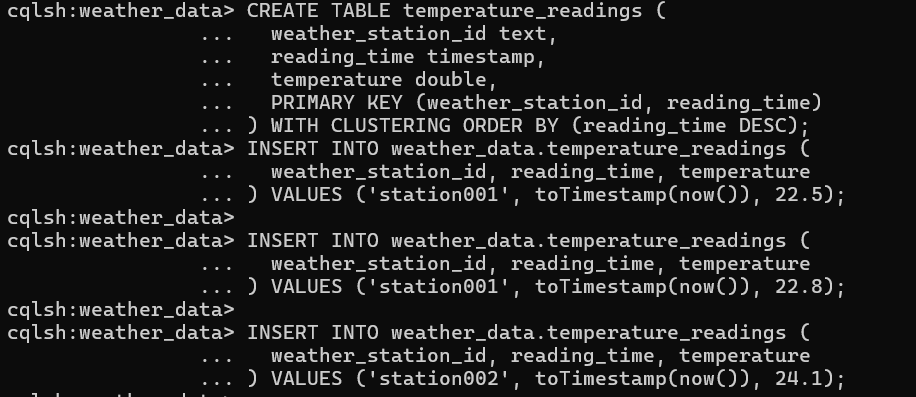 cqlsh:weather_data> CREATE TABLE temperature_readings (
                ...   weather_station_id text,
                ...   reading_time timestamp,
                ...   temperature double,
                ...   PRIMARY KEY (weather_station_id, reading_time)
                ... ) WITH CLUSTERING ORDER BY (reading_time DESC);
cqlsh:weather_data> INSERT INTO weather_data.temperature_readings (
                ...   weather_station_id, reading_time, temperature
                ... ) VALUES ('station001', toTimestamp(now()), 22.5);
cqlsh:weather_data>
cqlsh:weather_data> INSERT INTO weather_data.temperature_readings (
                ...   weather_station_id, reading_time, temperature
                ... ) VALUES ('station001', toTimestamp(now()), 22.8);
cqlsh:weather_data>
cqlsh:weather_data> INSERT INTO weather_data.temperature_readings (
                ...   weather_station_id, reading_time, temperature
                ... ) VALUES ('station002', toTimestamp(now()), 24.1);